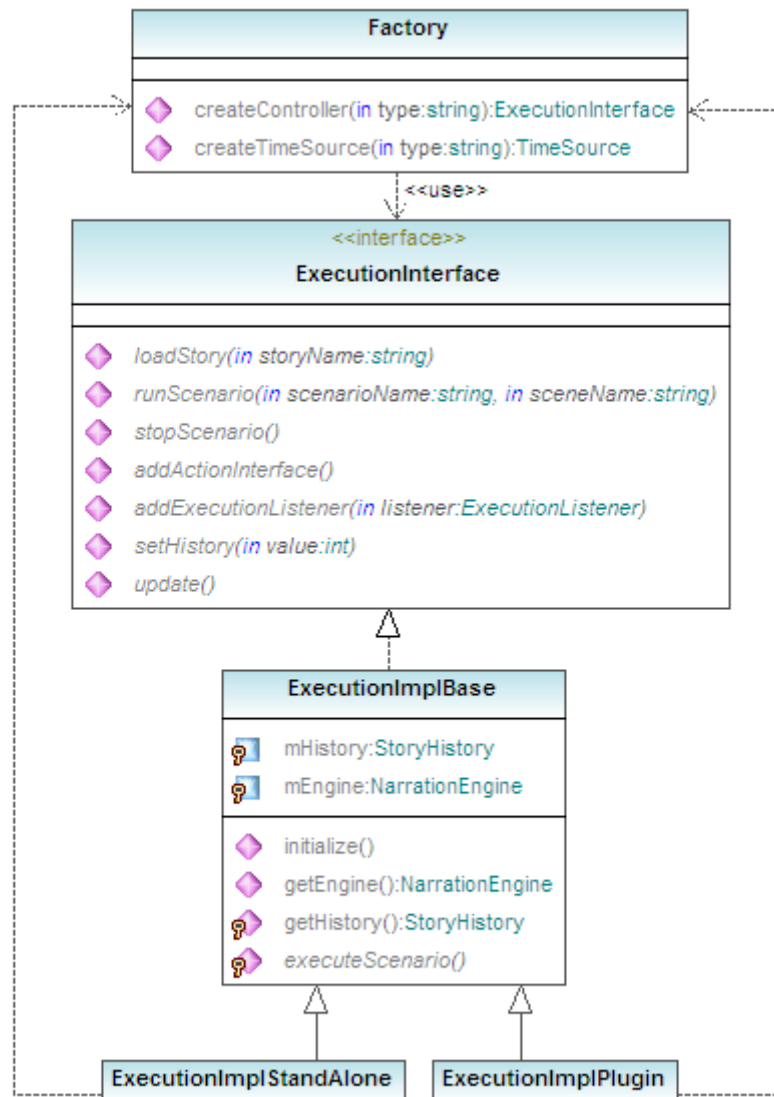 Factory
createController(in type:string):ExecutionInterface
createTimeSource(in type:string):TimeSource
<<use>>
<<interface>>
ExecutionInterface
loadStory(in storyName:string)
runScenario(in scenarioName:string, in sceneName:string)
stopScenario()
addActionInterface()
addExecutionListener(in listener:ExecutionListener)
setHistory(in value:int)
update()
ExecutionImplBase
mHistory:StoryHistory
mEngine:NarrationEngine
initialize()
getEngine():NarrationEngine
getHistory():StoryHistory
executeScenario()
ExecutionImplStandAlone
ExecutionImplPlugin